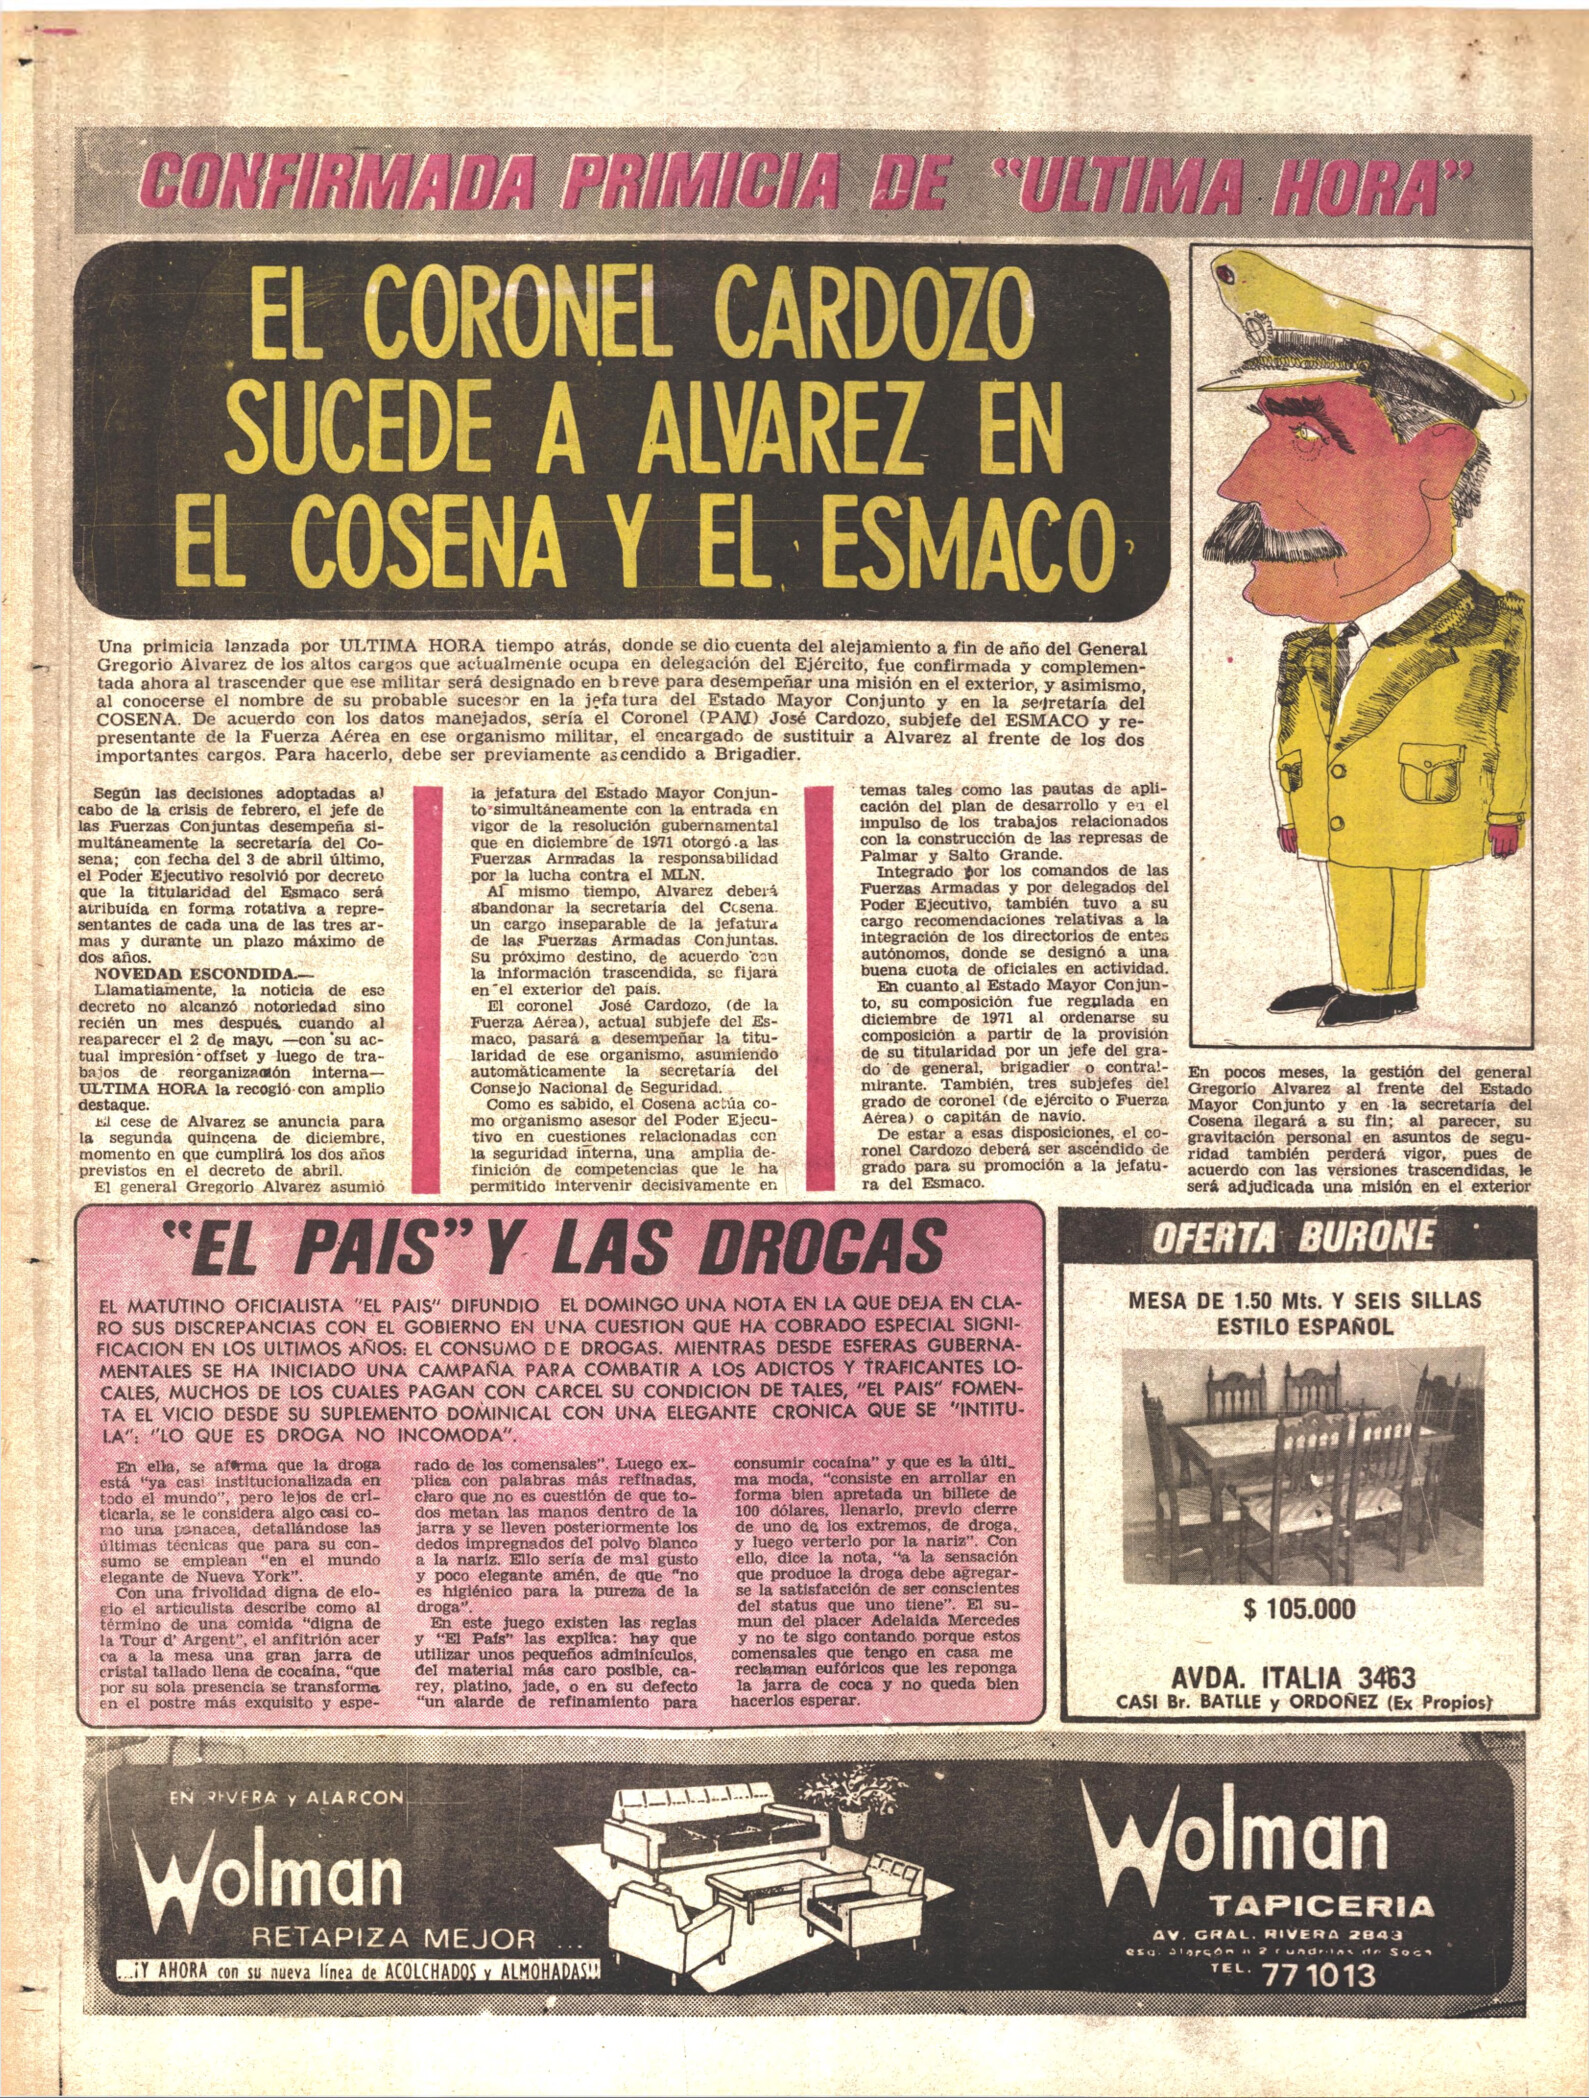 CONFIRMADA PRIMICIA DE "ULTIMA HORA"
EL CORONEL CARDOZO
SUCEDE A ALVAREZ EN
EL COSENA Y EL ESMACO
Una primicia lanzada por ULTIMA HORA tiempo atrás, donde se dio cuenta del alejamiento a fin de año del General
Gregorio Alvarez de los altos cargos que actualmente ocupa en delegación del Ejército, fue confirmada y complemen-
tada ahora al trascender que ese militar será designado en breve para desempeñar una misión en el exterior, y asimismo,
al conocerse el nombre de su probable sucesor en la jefatura del Estado Mayor Conjunto y en la secretaría del
COSENA. De acuerdo con los datos manejados, sería el Coronel (PAM) José Cardozo, subjefe del ESMACO y re-
presentante de la Fuerza Aérea en ese organismo militar, el encargado de sustituir a Alvarez al frente de los dos
importantes cargos. Para hacerlo, debe ser previamente ascendido a Brigadier.
Según las decisiones adoptadas al
cabo de la crisis de febrero, el jefe de
las Fuerzas Conjuntas desempeña si-
multáneamente la secretaría del Co-
sena; con fecha del 3 de abril último,
el Poder Ejecutivo resolvió por decreto
que la titularidad del Esmaco será
atribuída en forma rotativa a repre-
sentantes de cada una de las tres ar-
mas y durante un plazo máximo de
dos años.
NOVEDAD ESCONDIDA.—
Llamatiamente, la noticia de ese
decreto no alcanzó notoriedad sino
recién un mes después, cuando al
reaparecer el 2 de mayo —con su ac-
tual impresión offset y luego de tra-
bajos de reorganización interna—
ULTIMA HORA la recogió con amplio
destaque.
El cese de Alvarez se anuncia para
la segunda quincena de diciembre,
momento en que cumplirá los dos años
previstos en el decreto de abril.
El general Gregorio Alvarez asumió
la jefatura del Estado Mayor Conjun-
to simultáneamente con la entrada en
vigor de la resolución gubernamental
que en diciembre de 1971 otorgó a las
Fuerzas Armadas la responsabilidad
por la lucha contra el MLN.
Al mismo tiempo, Alvarez deberá
abandonar la secretaría del Cosena.
un cargo inseparable de la jefatura
de las Fuerzas Armadas Conjuntas.
Su próximo destino, de acuerdo con
la información trascendida, se fijará
en el exterior del país.
El coronel José Cardozo, (de la
Fuerza Aérea), actual subjefe del Es-
maco, pasará a desempeñar la titu-
laridad de ese organismo, asumiendo
automáticamente la secretaría del
Consejo Nacional de Seguridad.
Como es sabido, el Cosena actúa co-
mo organismo asesor del Poder Ejecu-
tivo en cuestiones relacionadas con
la seguridad interna, una amplia de-
finición de competencias que le ha
permitido intervenir decisivamente en
temas tales como las pautas de apli-
cación del plan de desarrollo y en el
impulso de los trabajos relacionados
con la construcción de las represas de
Palmar y Salto Grande.
Integrado por los comandos de las
Fuerzas Armadas y por delegados del
Poder Ejecutivo, también tuvo a su
cargo recomendaciones relativas a la
integración de los directorios de entes
autónomos, donde se designó a una
buena cuota de oficiales en actividad.
En cuanto al Estado Mayor Conjun-
to, su composición fue regulada en
diciembre de 1971 al ordenarse su
composición a partir de la provisión
de su titularidad por un jefe del gra-
do de general, brigadier o contral-
mirante. También, tres subjefes del
grado de coronel (de ejército o Fuerza
Aérea) o capitán de navío.
De estar a esas disposiciones, el co-
ronel Cardozo deberá ser ascendido de
grado para su promoción a la jefatu-
ra del Esmaco.
En pocos meses, la gestión del general
Gregorio Alvarez al frente del Estado
Mayor Conjunto y en la secretaría del
Cosena llegará a su fin; al parecer, su
gravitación personal en asuntos de segu-
ridad también perderá vigor, pues de
acuerdo con las versiones trascendidas, le
será adjudicada una misión en el exterior
"EL PAIS" Y LAS DROGAS
EL MATUTINO OFICIALISTA "EL PAIS" DIFUNDIO EL DOMINGO UNA NOTA EN LA QUE DEJA EN CLA-
RO SUS DISCREPANCIAS CON EL GOBIERNO EN UNA CUESTION QUE HA COBRADO ESPECIAL SIGNI-
FICACION EN LOS ULTIMOS AÑOS: EL CONSUMO DE DROGAS. MIENTRAS DESDE ESFERAS GUBERNA-
MENTALES SE HA INICIADO UNA CAMPAÑA PARA COMBATIR A LOS ADICTOS Y TRAFICANTES LO-
CALES, MUCHOS DE LOS CUALES PAGAN CON CARCEL SU CONDICION DE TALES, "EL PAIS" FOMEN-
TA EL VICIO DESDE SU SUPLEMENTO DOMINICAL CON UNA ELEGANTE CRONICA QUE SE "INTITU-
LA": "LO QUE ES DROGA NO INCOMODA".
En ella, se afirma que la droga
está "ya casi institucionalizada en
todo el mundo", pero lejos de cri-
ticarla, se le considera algo casi co-
mo una panacea, detallándose las
últimas técnicas que para su con-
sumo se emplean "en el mundo
elegante de Nueva York".
Con una frivolidad digna de elo-
gio el articulista describe como al
término de una comida "digna de
la Tour d' Argent", el anfitrión acer
ca a la mesa una gran jarra de
cristal tallado llena de cocaína, "que
por su sola presencia se transforma
en el postre más exquisito y espe-
rado de los comensales". Luego ex-
plica con palabras más refinadas,
claro que no es cuestión de que to-
dos metan las manos dentro de la
jarra y se lleven posteriormente los
dedos impregnados del polvo blanco
a la nariz. Ello sería de mal gusto
y poco elegante amén, de que "no
es higiénico para la pureza de la
droga".
En este juego existen las reglas
y "El País" las explica: hay que
utilizar unos pequeños adminículos,
del material más caro posible, ca-
rey, platino, jade, o en su defecto
"un alarde de refinamiento para
consumir cocaína" y que es la últi_
ma moda, "consiste en arrollar en
forma bien apretada un billete de
100 dólares, llenarlo, previo cierre
de uno de los extremos, de droga,
y luego verterlo por la nariz". Con
ello, dice la nota, "a la sensación
que produce la droga debe agregar-
se la satisfacción de ser conscientes
del status que uno tiene". El su-
mun del placer Adelaida Mercedes
y no te sigo contando porque estos
comensales que tengo en casa me
reclaman eufóricos que les reponga
la jarra de coca y no queda bien
hacerlos esperar.
OFERTA BURONE
MESA DE 1.50 Mts. Y SEIS SILLAS
ESTILO ESPAÑOL
$ 105.000
AVDA. ITALIA 3463
CASI Br. BATLLE y ORDOÑEZ (Ex Propios)
EN RIVERA y ALARCON
Wolman
RETAPIZA MEJOR ...
...¡Y AHORA con su nueva línea de ACOLCHADOS y ALMOHADAS!!
Wolman
TAPICERIA
AV. GRAL. RIVERA 2843
esq. Alarcón a 2 cuadras de Soca
TEL. 771013